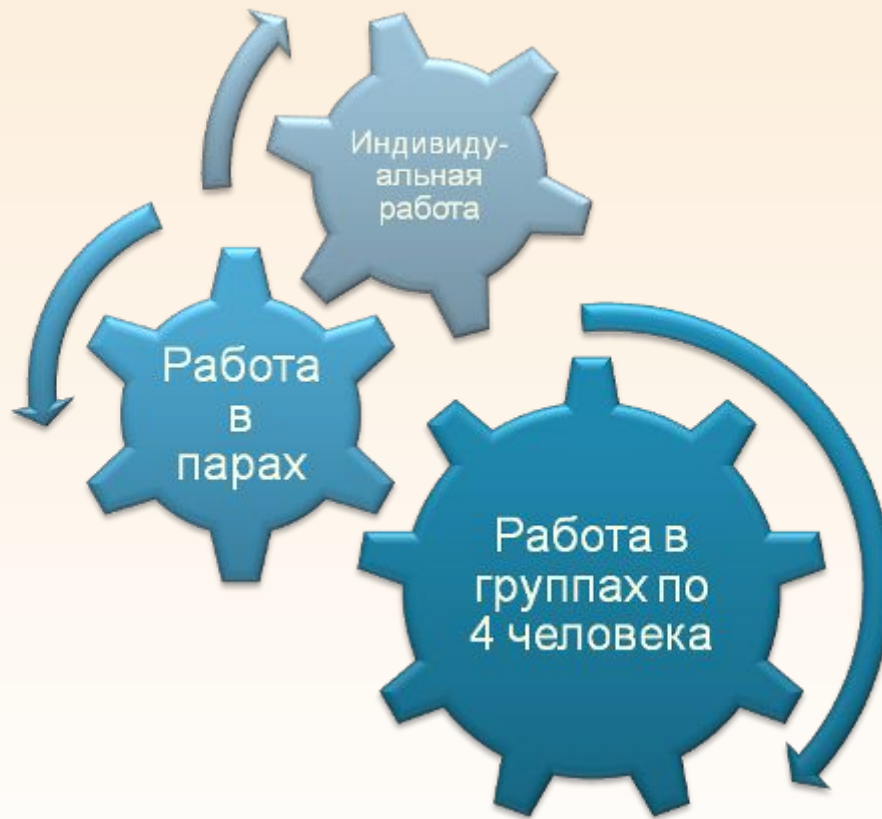 Индивиду-
альная
работа
Работа
в
парах
Работа в
группах по
4 человека